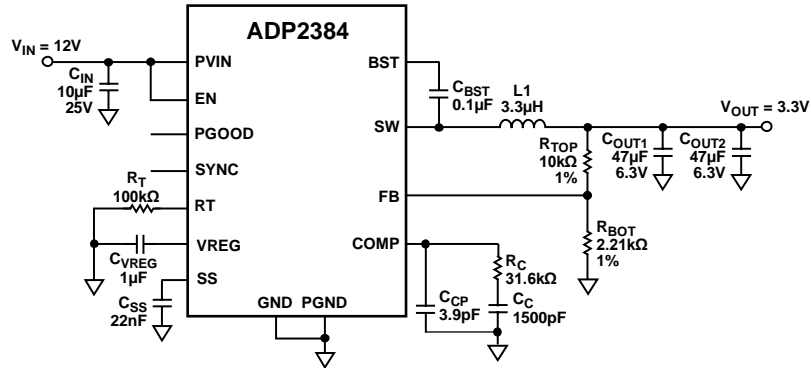 ADP2384
V_IN = 12V
C_IN
10µF
25V
PVIN
EN
PGOOD
SYNC
R_T
100kΩ
RT
VREG
C_VREG
1µF
SS
C_SS
22nF
GND PGND
BST
C_BST
0.1µF
L1
3.3µH
SW
V_OUT = 3.3V
R_TOP
10kΩ
1%
C_OUT1
47µF
6.3V
C_OUT2
47µF
6.3V
FB
R_BOT
2.21kΩ
1%
COMP
R_C
31.6kΩ
C_CP
3.9pF
C_C
1500pF